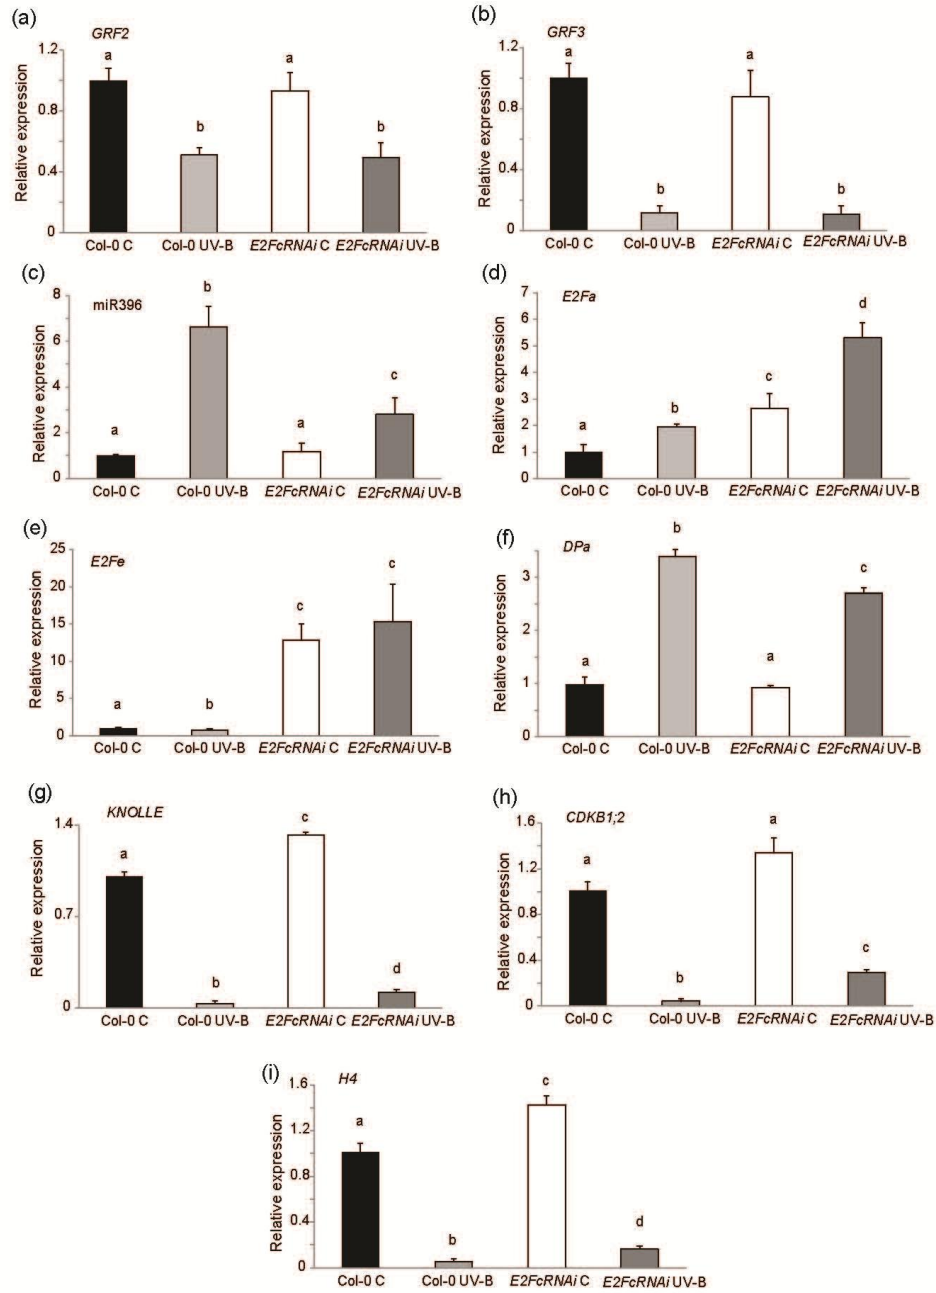 (a)
GRF2
Relative expression
1.2
0.8
0.4
0
a
b
a
b
Col-0 C
Col-0 UV-B
E2FcRNAi C
E2FcRNAi UV-B
(b)
GRF3
Relative expression
1.2
0.8
0.4
0
a
b
a
b
Col-0 C
Col-0 UV-B
E2FcRNAi C
E2FcRNAi UV-B
(c)
miR396
Relative expression
8
6
4
2
0
a
b
a
c
Col-0 C
Col-0 UV-B
E2FcRNAi C
E2FcRNAi UV-B
(d)
E2Fa
Relative expression
7
6
5
4
3
2
1
0
a
b
c
d
Col-0 C
Col-0 UV-B
E2FcRNAi C
E2FcRNAi UV-B
(e)
E2Fe
Relative expression
25
20
15
10
5
0
a
b
c
c
Col-0 C
Col-0 UV-B
E2FcRNAi C
E2FcRNAi UV-B
(f)
DPa
Relative expression
3
2
1
0
a
b
a
c
Col-0 C
Col-0 UV-B
E2FcRNAi C
E2FcRNAi UV-B
(g)
KNOLLE
Relative expression
1.4
0.7
0
a
b
c
d
Col-0 C
Col-0 UV-B
E2FcRNAi C
E2FcRNAi UV-B
(h)
CDKB1;2
Relative expression
1.6
1.2
0.8
0.4
0
a
b
a
c
Col-0 C
Col-0 UV-B
E2FcRNAi C
E2FcRNAi UV-B
(i)
H4
Relative expression
1.6
1.2
0.8
0.4
0
a
b
c
d
Col-0 C
Col-0 UV-B
E2FcRNAi C
E2FcRNAi UV-B